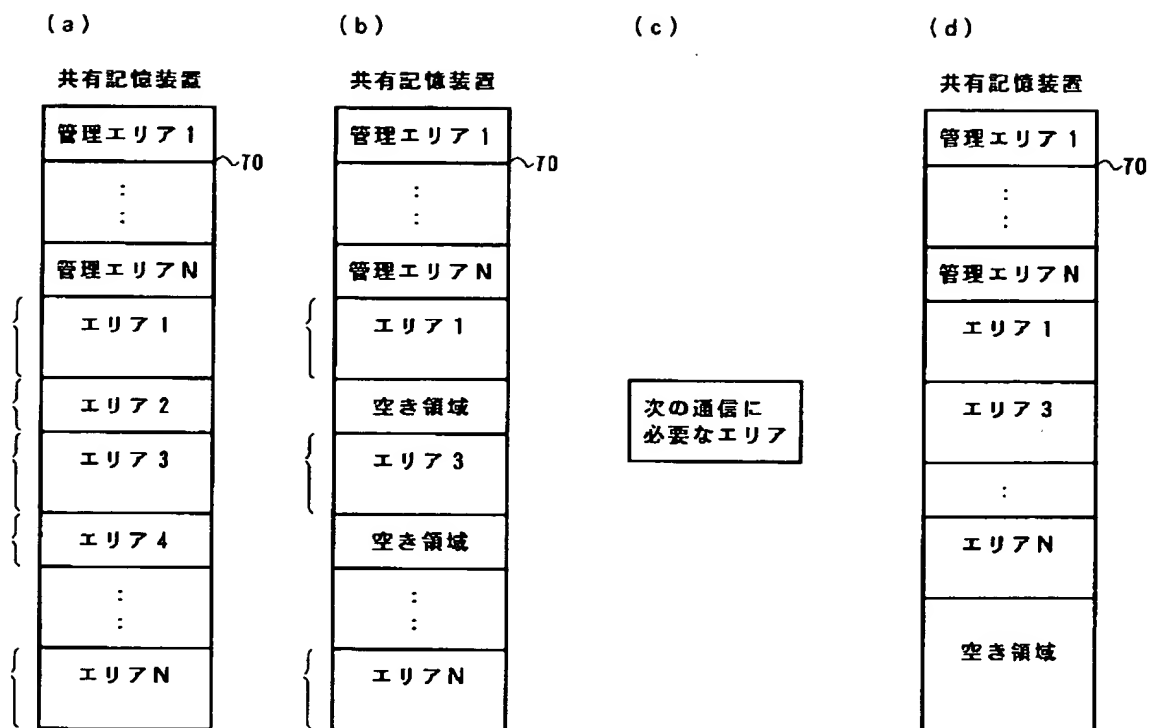 (a)
共有記憶装置
管理エリア1
~70
:
:
管理エリアN
エリア1
エリア2
エリア3
エリア4
:
:
エリアN
(b)
共有記憶装置
管理エリア1
~70
:
:
管理エリアN
エリア1
空き領域
エリア3
空き領域
:
:
エリアN
(c)
次の通信に
必要なエリア
(d)
共有記憶装置
管理エリア1
~70
:
:
管理エリアN
エリア1
エリア3
:
エリアN
空き領域